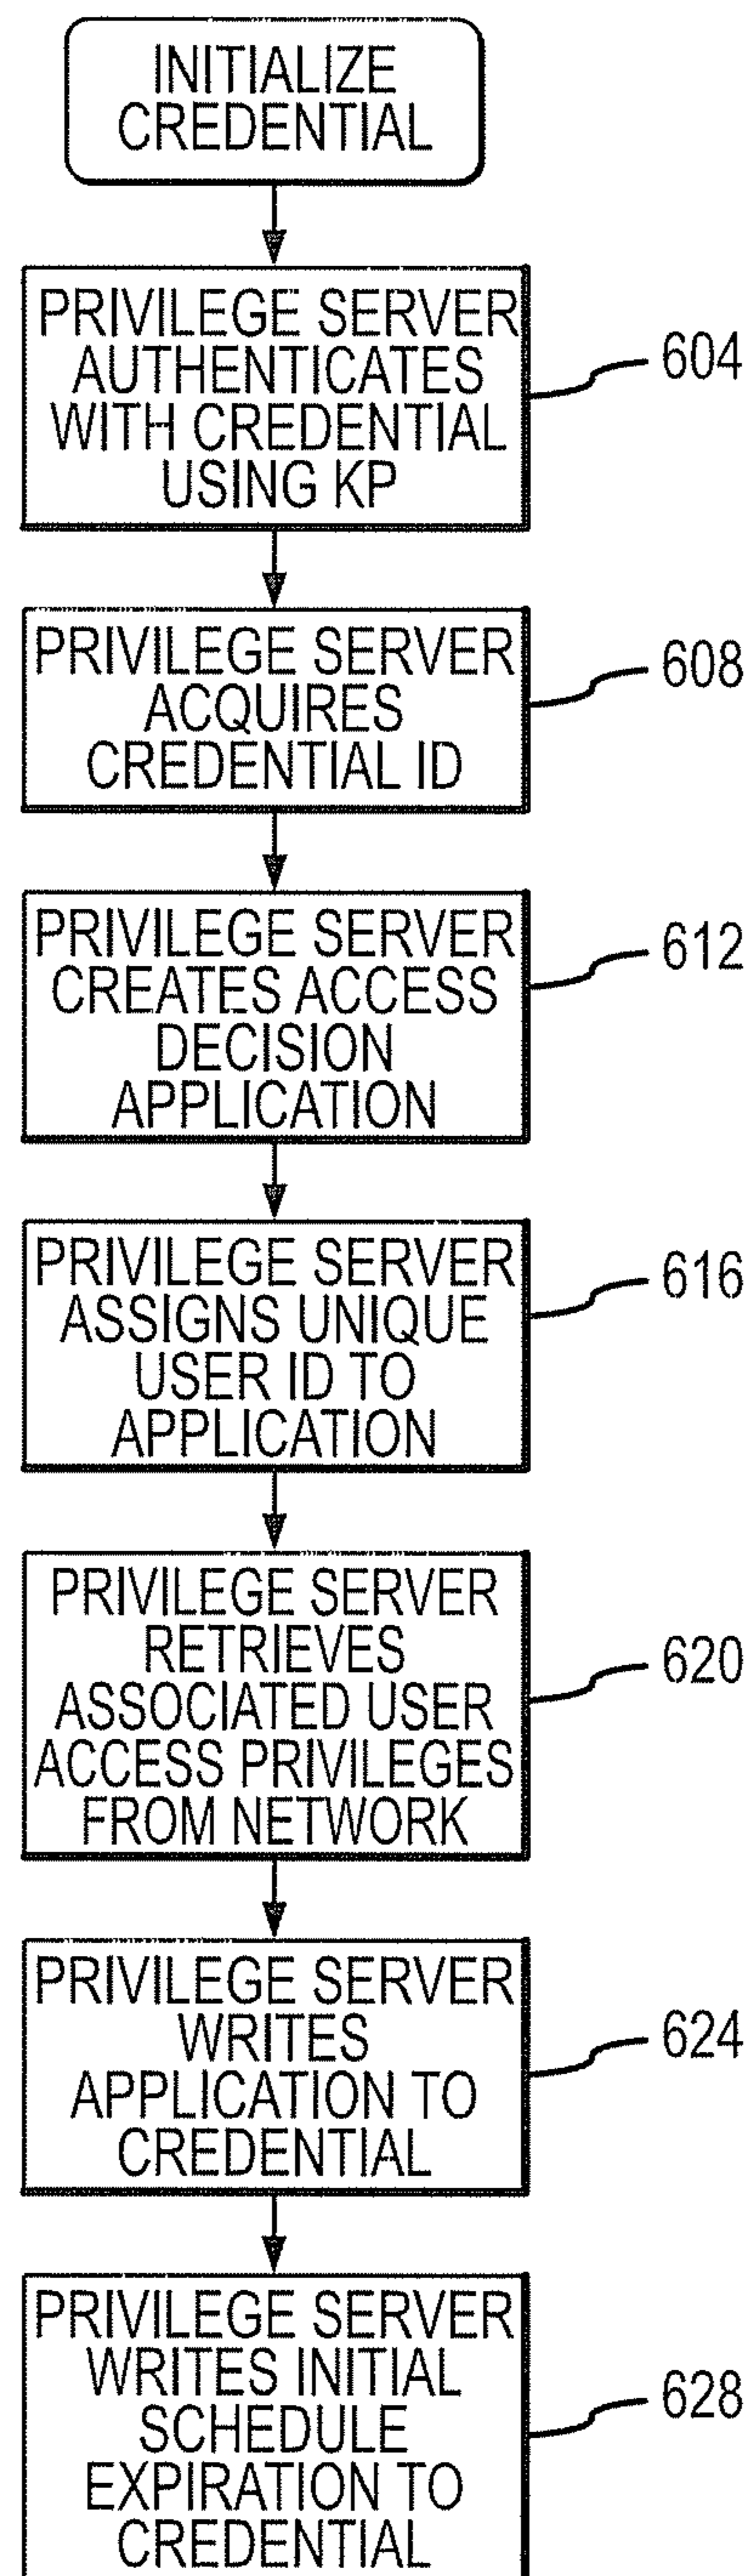 INITIALIZE
CREDENTIAL
PRIVILEGE SERVER
AUTHENTICATES
WITH CREDENTIAL
USING KP
604
PRIVILEGE SERVER
ACQUIRES
CREDENTIAL ID
608
PRIVILEGE SERVER
CREATES ACCESS
DECISION
APPLICATION
612
PRIVILEGE SERVER
ASSIGNS UNIQUE
USER ID TO
APPLICATION
616
PRIVILEGE SERVER
RETRIEVES
ASSOCIATED USER
ACCESS PRIVILEGES
FROM NETWORK
620
PRIVILEGE SERVER
WRITES
APPLICATION TO
CREDENTIAL
624
PRIVILEGE SERVER
WRITES INITIAL
SCHEDULE
EXPIRATION TO
CREDENTIAL
628